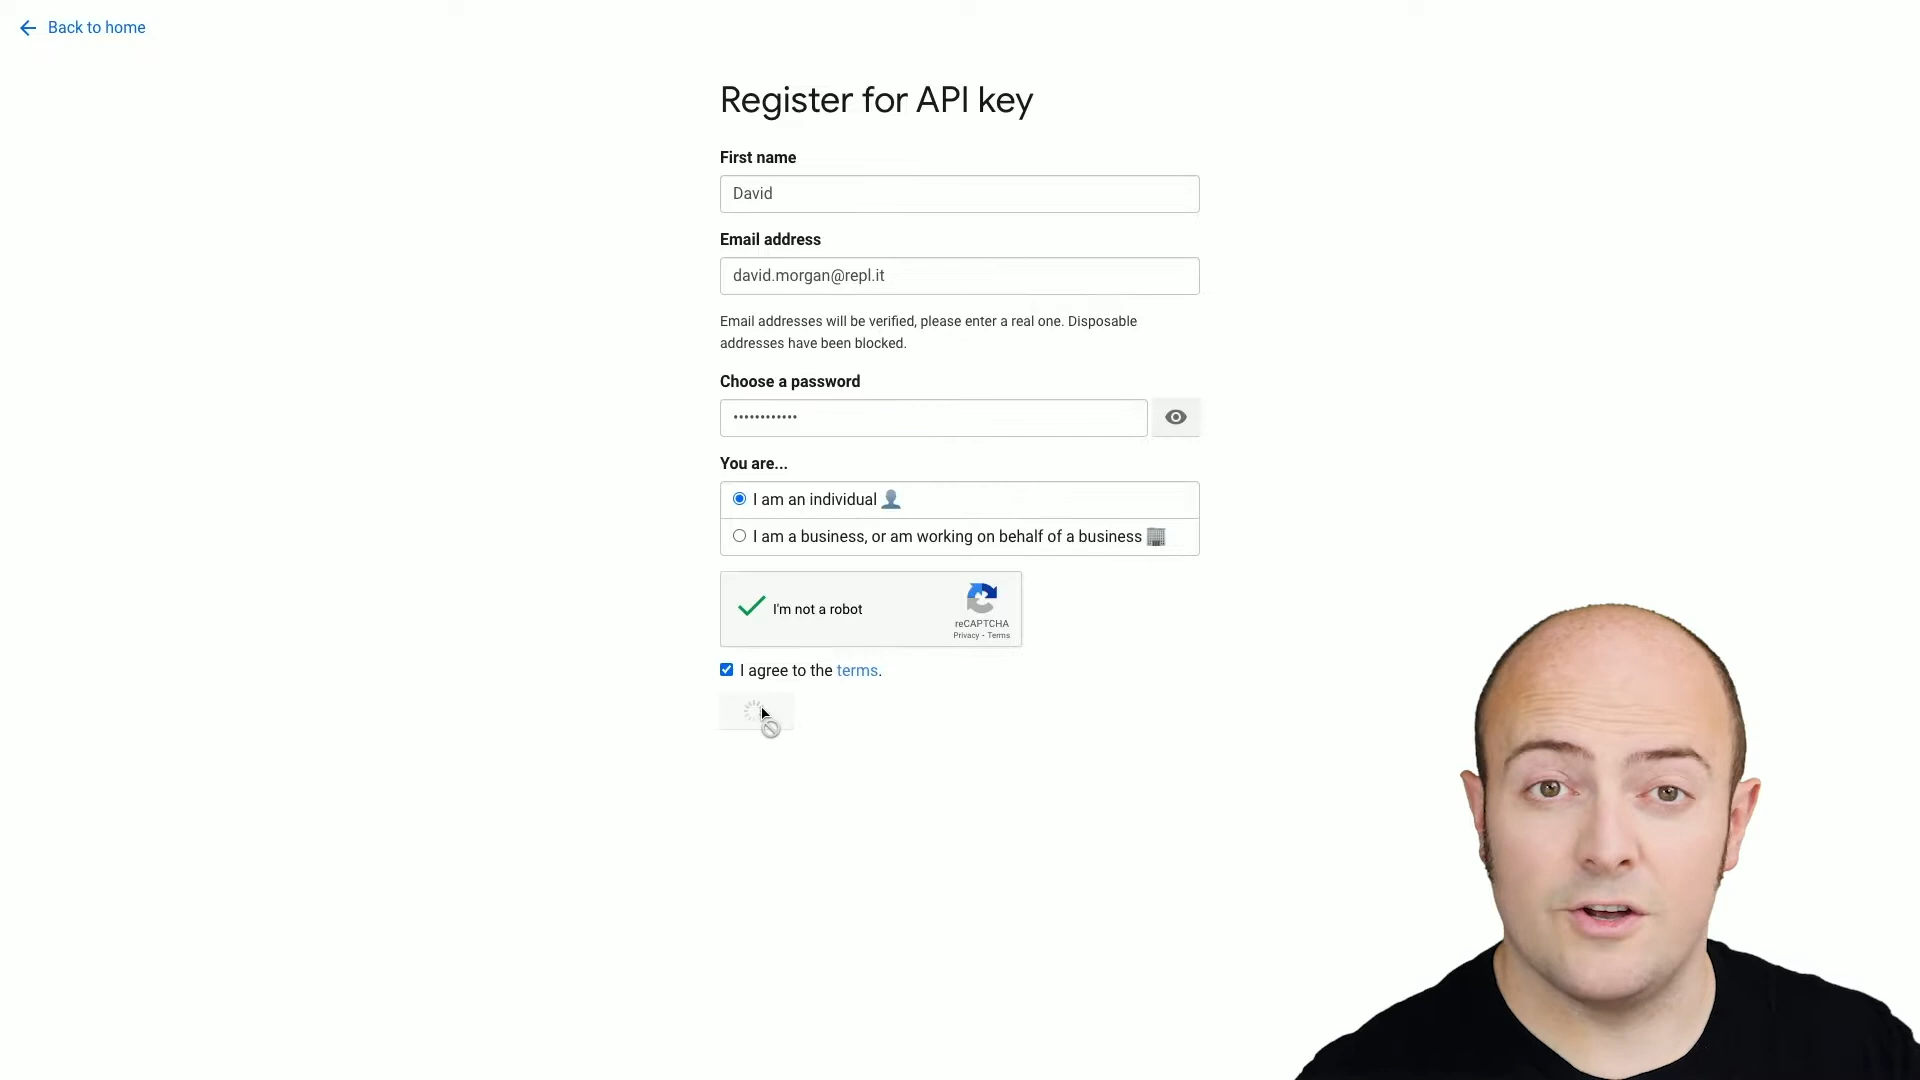 Back to home
Register for API key
First name
David
Email address
david.morgan@repl.it
Email addresses will be verified, please enter a real one. Disposable
addresses have been blocked.
Choose a password
••••••••••••
You are...
I am an individual
I am a business, or am working on behalf of a business
I'm not a robot
reCAPTCHA
Privacy - Terms
I agree to the terms.